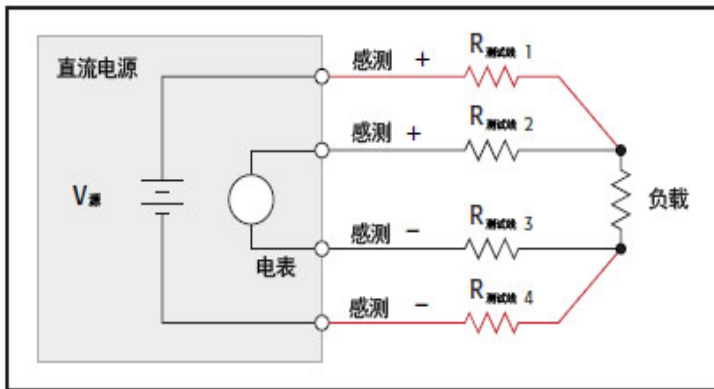 直流电源
感测 +
R测试线 1
感测 +
R测试线 2
V源
负载
感测 −
R测试线 3
电表
感测 −
R测试线 4